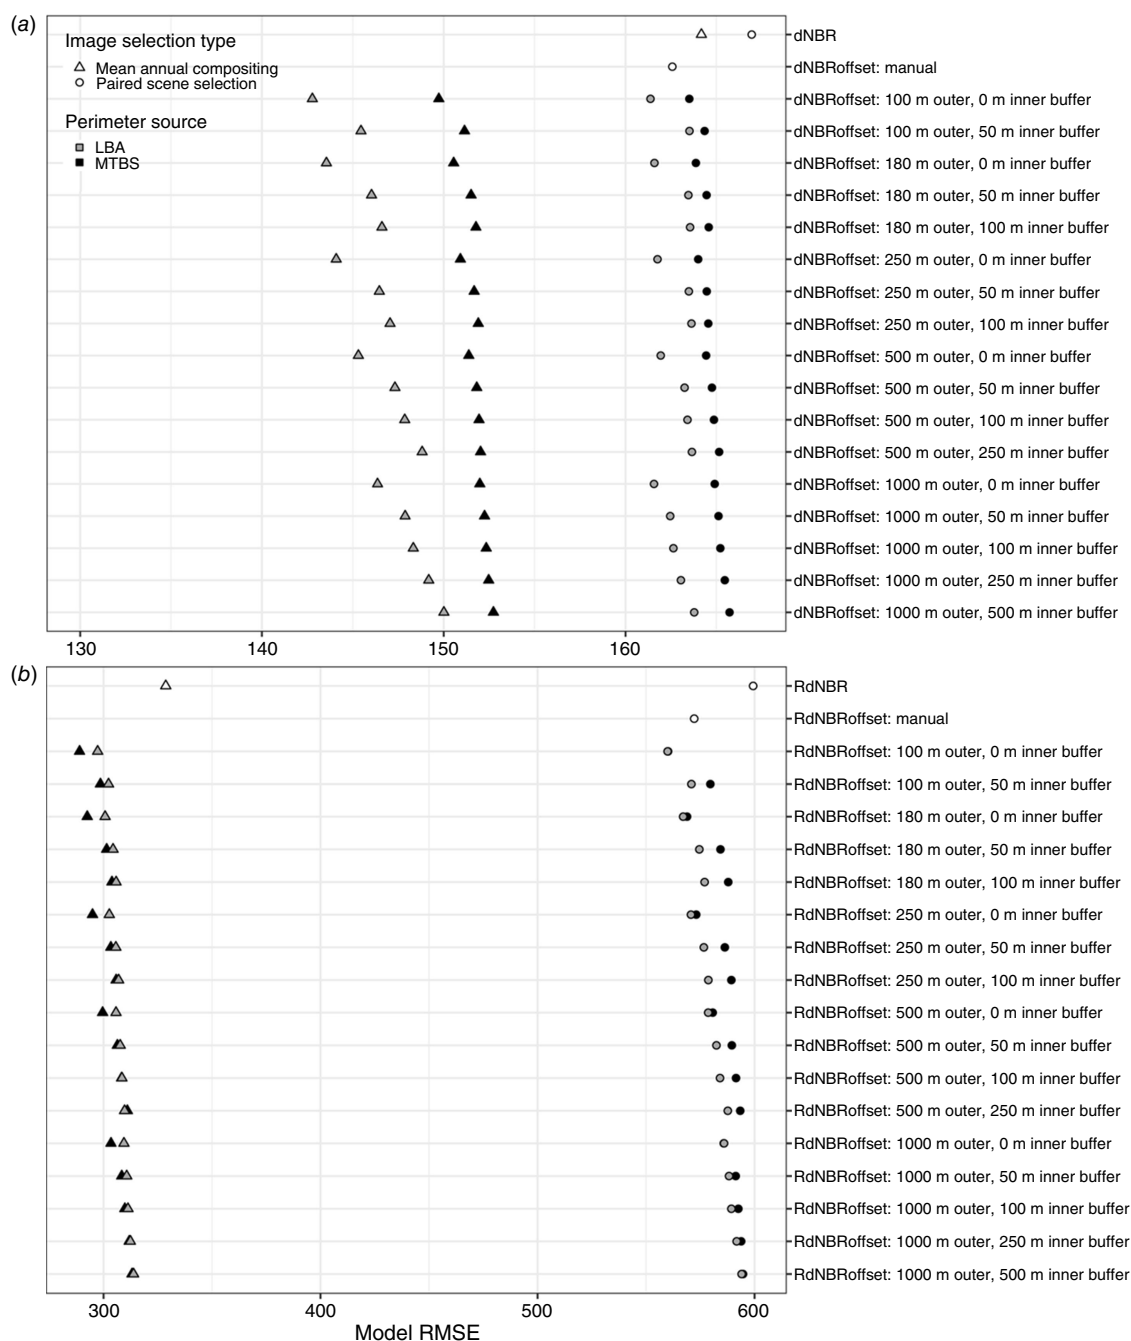 (a)
Image selection type
Mean annual compositing
Paired scene selection
Perimeter source
LBA
MTBS
dNBR
dNBRoffset: manual
dNBRoffset: 100 m outer, 0 m inner buffer
dNBRoffset: 100 m outer, 50 m inner buffer
dNBRoffset: 180 m outer, 0 m inner buffer
dNBRoffset: 180 m outer, 50 m inner buffer
dNBRoffset: 180 m outer, 100 m inner buffer
dNBRoffset: 250 m outer, 0 m inner buffer
dNBRoffset: 250 m outer, 50 m inner buffer
dNBRoffset: 250 m outer, 100 m inner buffer
dNBRoffset: 500 m outer, 0 m inner buffer
dNBRoffset: 500 m outer, 50 m inner buffer
dNBRoffset: 500 m outer, 100 m inner buffer
dNBRoffset: 500 m outer, 250 m inner buffer
dNBRoffset: 1000 m outer, 0 m inner buffer
dNBRoffset: 1000 m outer, 50 m inner buffer
dNBRoffset: 1000 m outer, 100 m inner buffer
dNBRoffset: 1000 m outer, 250 m inner buffer
dNBRoffset: 1000 m outer, 500 m inner buffer
130 140 150 160
(b)
RdNBR
RdNBRoffset: manual
RdNBRoffset: 100 m outer, 0 m inner buffer
RdNBRoffset: 100 m outer, 50 m inner buffer
RdNBRoffset: 180 m outer, 0 m inner buffer
RdNBRoffset: 180 m outer, 50 m inner buffer
RdNBRoffset: 180 m outer, 100 m inner buffer
RdNBRoffset: 250 m outer, 0 m inner buffer
RdNBRoffset: 250 m outer, 50 m inner buffer
RdNBRoffset: 250 m outer, 100 m inner buffer
RdNBRoffset: 500 m outer, 0 m inner buffer
RdNBRoffset: 500 m outer, 50 m inner buffer
RdNBRoffset: 500 m outer, 100 m inner buffer
RdNBRoffset: 500 m outer, 250 m inner buffer
RdNBRoffset: 1000 m outer, 0 m inner buffer
RdNBRoffset: 1000 m outer, 50 m inner buffer
RdNBRoffset: 1000 m outer, 100 m inner buffer
RdNBRoffset: 1000 m outer, 250 m inner buffer
RdNBRoffset: 1000 m outer, 500 m inner buffer
300 400 500 600
Model RMSE